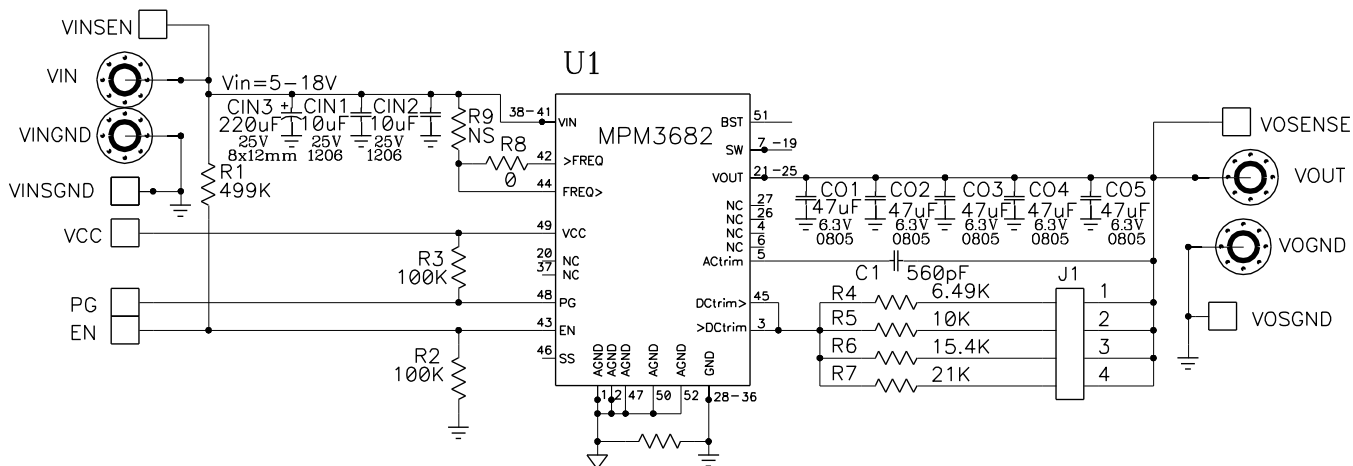 VINSEN
VIN
VINGND
VINSGND
VCC
PG
EN
Vin=5-18V
CIN3 +
220uF
25V
8x12mm
CIN1
10uF
25V
1206
CIN2
10uF
25V
1206
R9
NS
R8
0
R1
499K
R3
100K
R2
100K
U1
MPM3682
38-41
VIN
42
>FREQ
44
FREQ>
49
VCC
20
NC
37
NC
48
PG
43
EN
46
SS
AGND
AGND
AGND
AGND
AGND
GND
1
2
47
50
52
28-36
BST
51
SW
7 -19
VOUT
21-25
NC
27
NC
26
NC
4
NC
6
ACtrim
5
DCtrim>
45
>DCtrim
3
CO1
47uF
6.3V
0805
CO2
47uF
6.3V
0805
CO3
47uF
6.3V
0805
CO4
47uF
6.3V
0805
CO5
47uF
6.3V
0805
C1
560pF
R4
6.49K
R5
10K
R6
15.4K
R7
21K
J1
1
2
3
4
VOSENSE
VOUT
VOGND
VOSGND